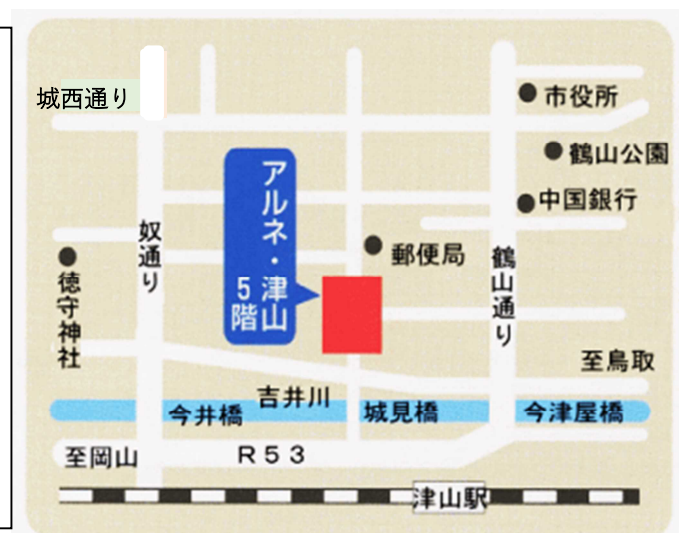 城西通り
市役所
鶴山公園
中国銀行
アルネ・津山
5階
郵便局
奴通り
鶴山通り
徳守神社
至鳥取
吉井川
今井橋
城見橋
今津屋橋
至岡山
R53
津山駅